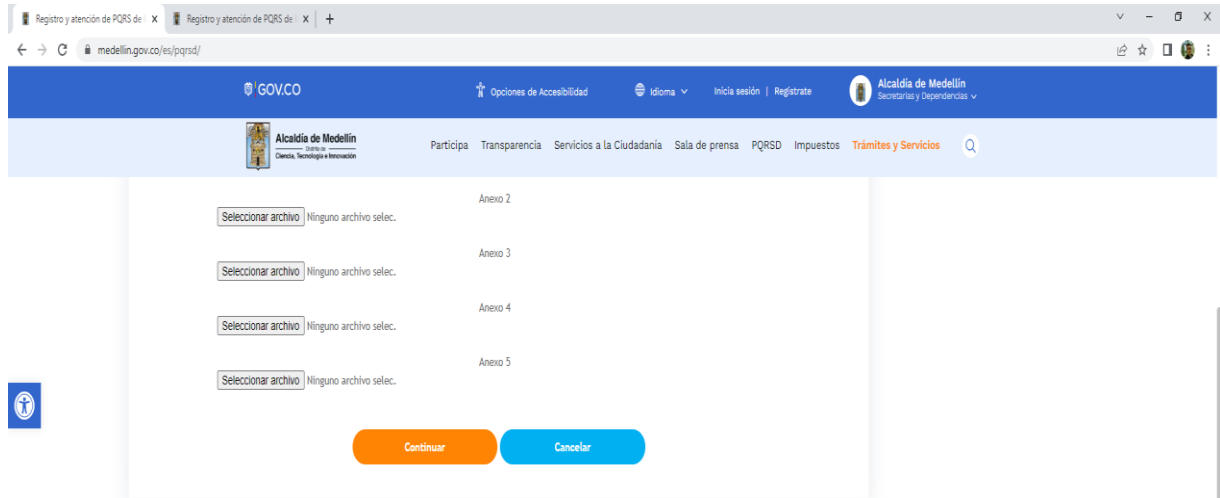 Registro y atención de PQRS de
Registro y atención de PQRS de
medellin.gov.co/es/pqrsd/
GOV.CO
Opciones de Accesibilidad
Idioma
Inicia sesión | Regístrate
Alcaldía de Medellín
Secretarías y Dependencias
Alcaldía de Medellín
Distrito de
Ciencia, Tecnología e Innovación
Participa Transparencia Servicios a la Ciudadanía Sala de prensa PQRSD Impuestos Trámites y Servicios
Anexo 2
Seleccionar archivo Ninguno archivo selec.
Anexo 3
Seleccionar archivo Ninguno archivo selec.
Anexo 4
Seleccionar archivo Ninguno archivo selec.
Anexo 5
Seleccionar archivo Ninguno archivo selec.
Continuar Cancelar